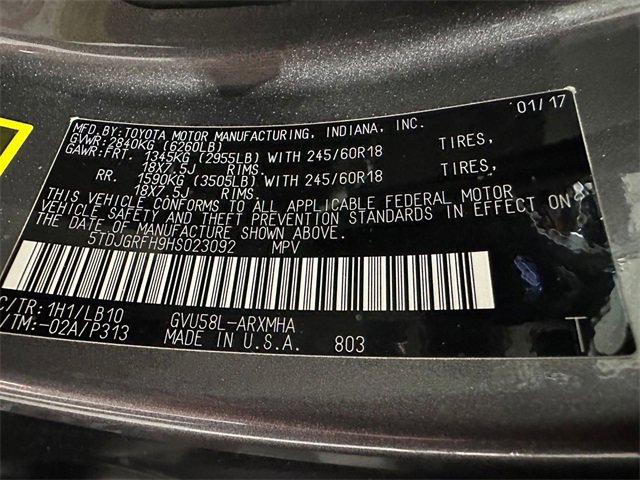 01/17
MFD.BY:TOYOTA MOTOR MANUFACTURING, INDIANA, INC.
GVWR: 2840KG (6260LB)
GAWR:FRT. 1345KG (2955LB) WITH 245/60R18 TIRES,
18X7.5J RIMS
RR. 1590KG (3505LB) WITH 245/60R18 TIRES,
18X7.5J RIMS
THIS VEHICLE CONFORMS TO ALL APPLICABLE FEDERAL MOTOR
VEHICLE SAFETY AND THEFT PREVENTION STANDARDS IN EFFECT ON
THE DATE OF MANUFACTURE SHOWN ABOVE.
5TDJGRFH9HS023092 MPV
C/TR: 1H1/LB10 GVU58L-ARXMHA
/TM:-02A/P313 MADE IN U.S.A. 803 T